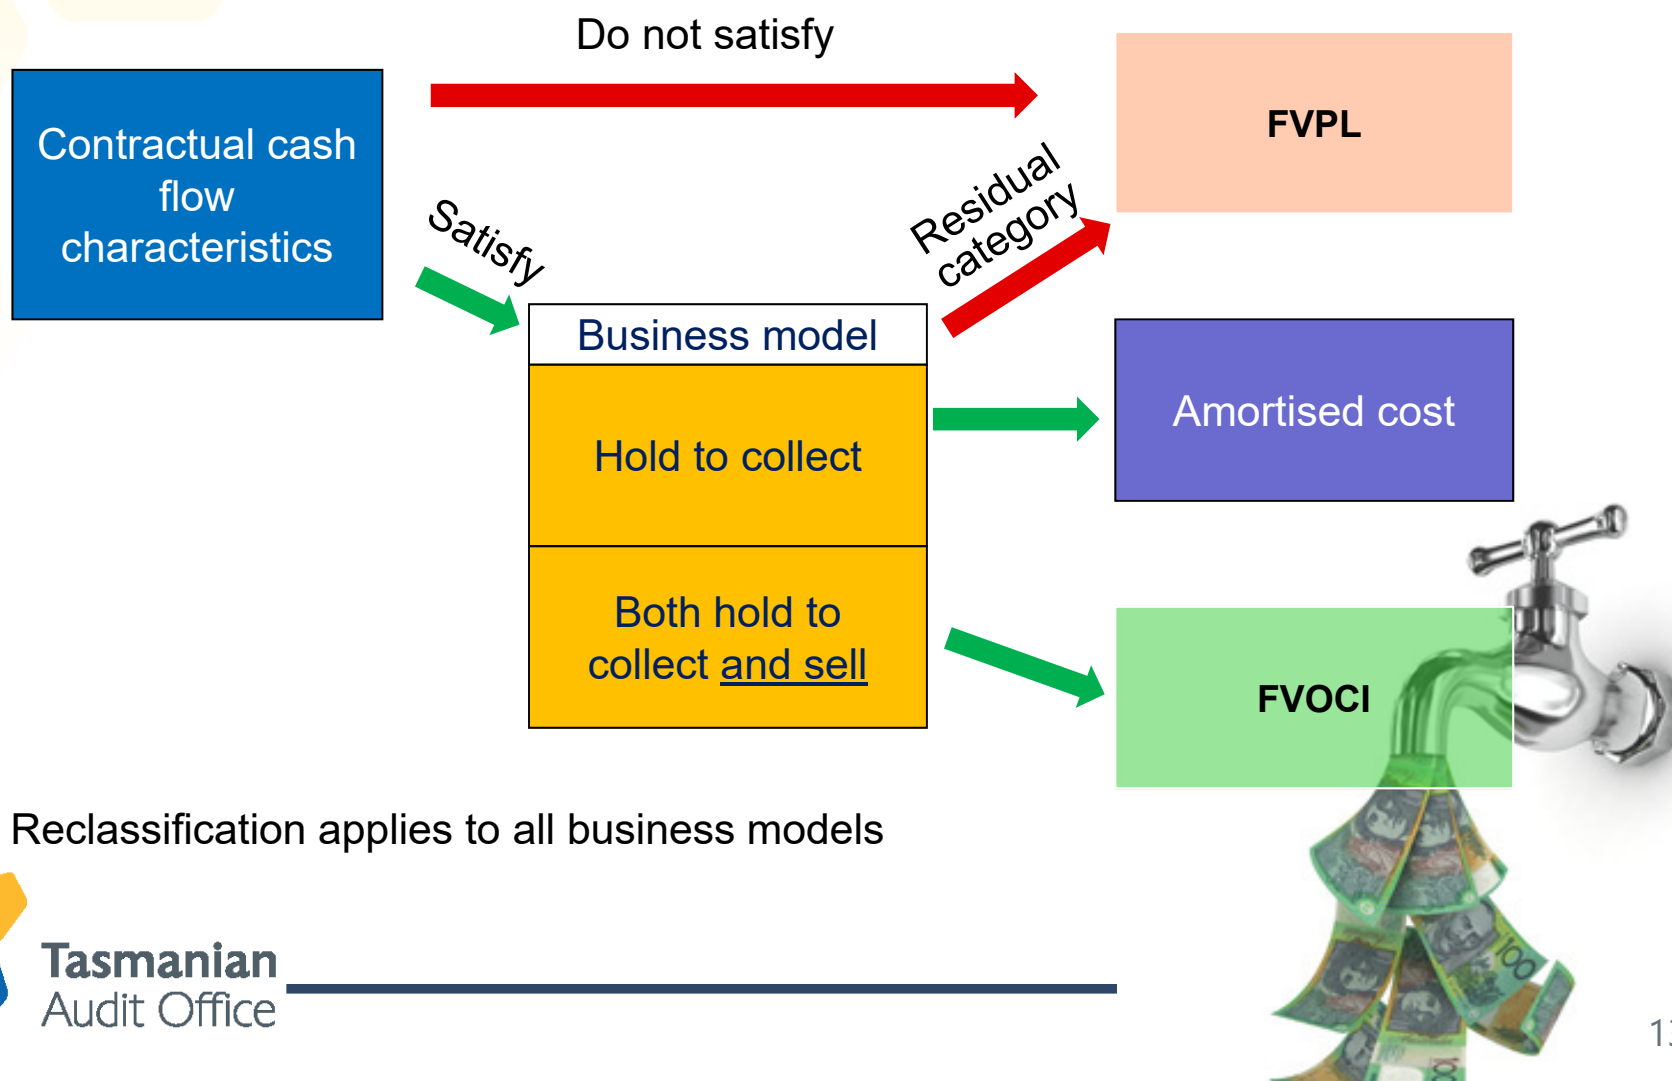 Do not satisfy
Contractual cash
flow
characteristics
FVPL
Satisfy
Residual
category
Business model
Hold to collect
Amortised cost
Both hold to
collect and sell
FVOCI
Reclassification applies to all business models
Tasmanian
Audit Office
100